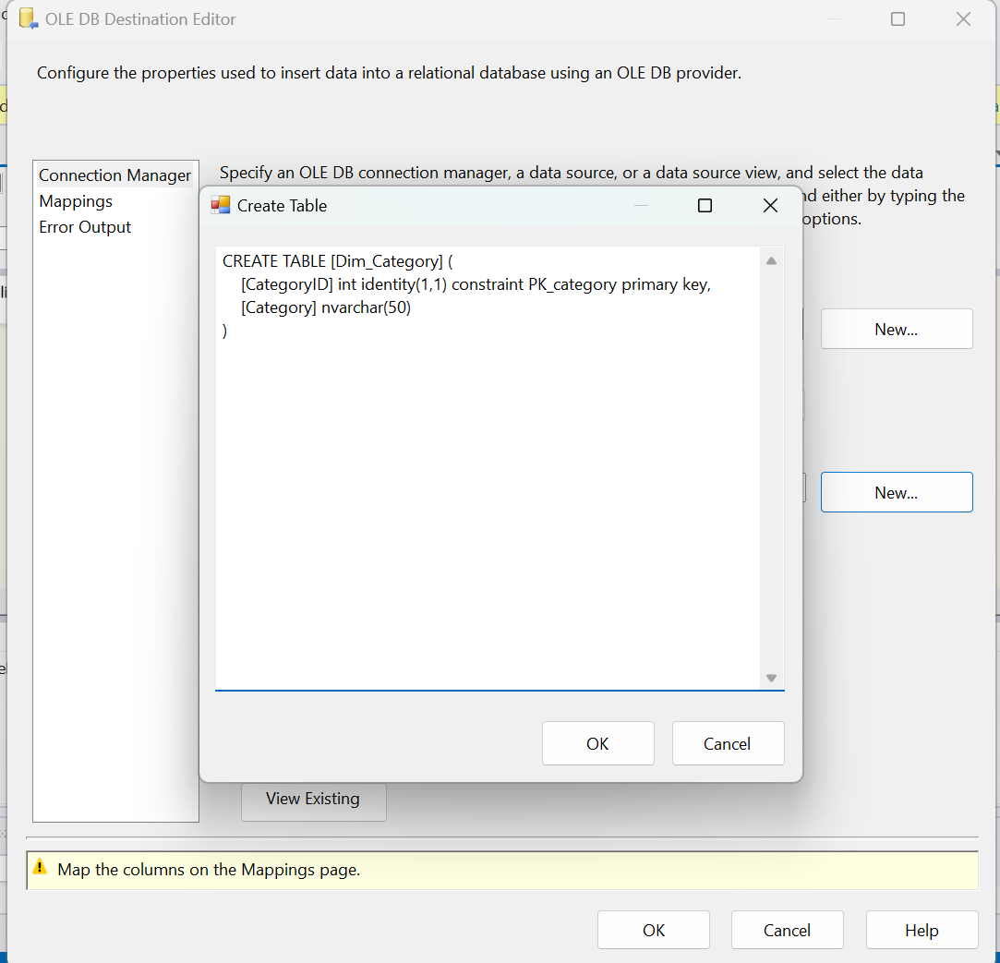 OLE DB Destination Editor
Configure the properties used to insert data into a relational database using an OLE DB provider.
Connection Manager
Mappings
Error Output
Specify an OLE DB connection manager, a data source, or a data source view, and select the data
either by typing the
options.
Create Table
CREATE TABLE [Dim_Category] (
[CategoryID] int identity(1,1) constraint PK_category primary key,
[Category] nvarchar(50)
)
New...
New...
OK
Cancel
View Existing
Map the columns on the Mappings page.
OK
Cancel
Help